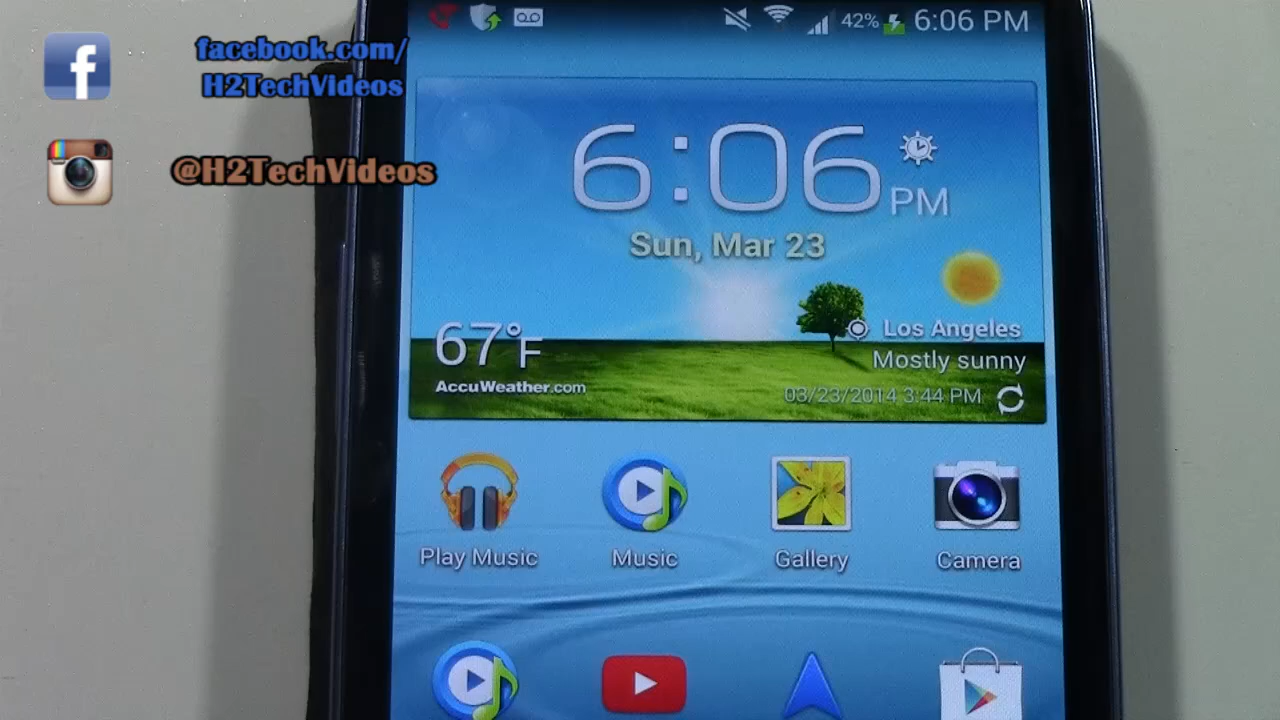 facebook.com/
H2TechVideos
@H2TechVideos
42% 6:06 PM
6:06 PM
Sun, Mar 23
67°F
AccuWeather.com
Los Angeles
Mostly sunny
03/23/2014 3:44 PM
Play Music
Music
Gallery
Camera